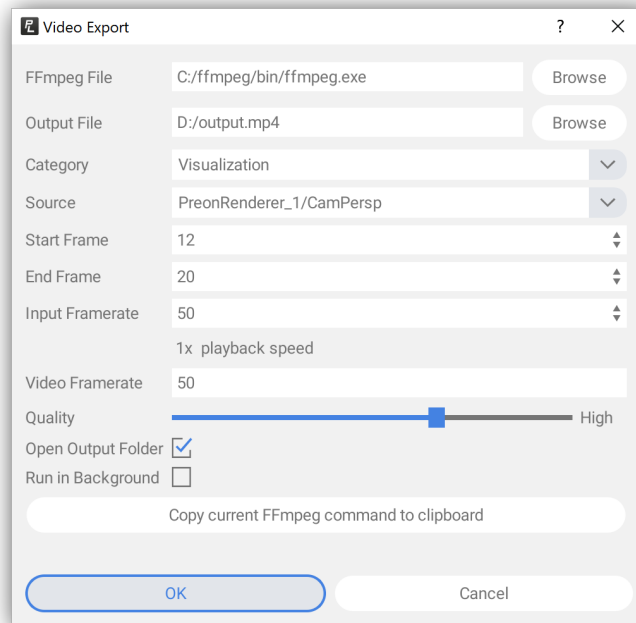 PL Video Export ? ×
FFmpeg File C:/ffmpeg/bin/ffmpeg.exe Browse
Output File D:/output.mp4 Browse
Category Visualization
Source PreonRenderer_1/CamPersp
Start Frame 12
End Frame 20
Input Framerate 50
1x playback speed
Video Framerate 50
Quality High
Open Output Folder
Run in Background
Copy current FFmpeg command to clipboard
OK Cancel